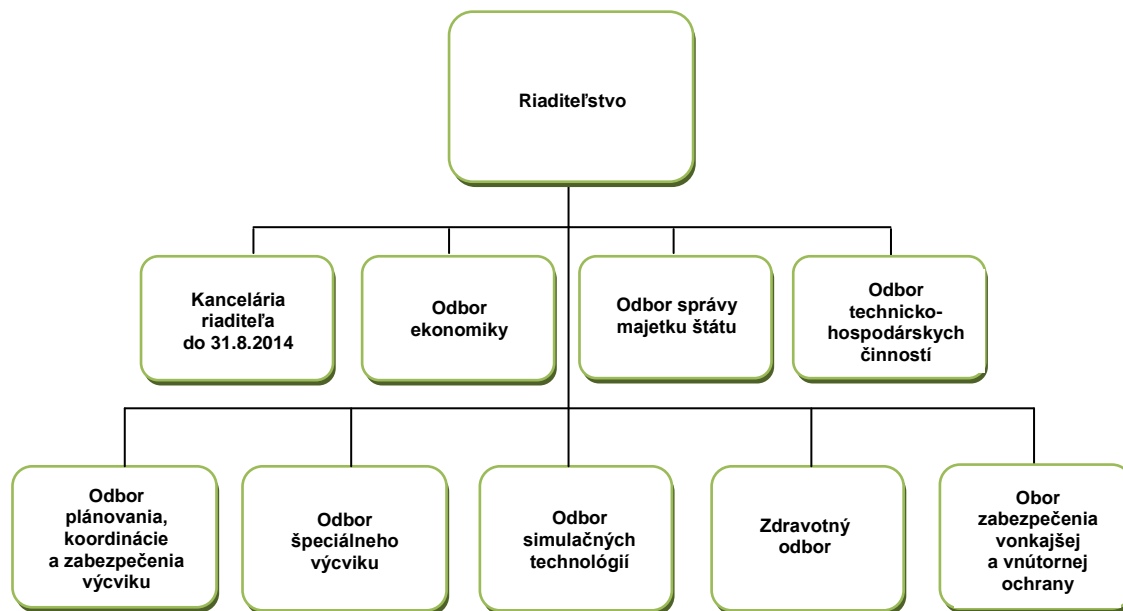 Riaditeľstvo
Kancelária
riaditeľa
do 31.8.2014
Odbor
ekonomiky
Odbor správy
majetku štátu
Odbor
technicko-
hospodárskych
činností
Odbor
plánovania,
koordinácie
a zabezpečenia
výcviku
Odbor
špeciálneho
výcviku
Odbor
simulačných
technológií
Zdravotný
odbor
Obor
zabezpečenia
vonkajšej
a vnútornej
ochrany